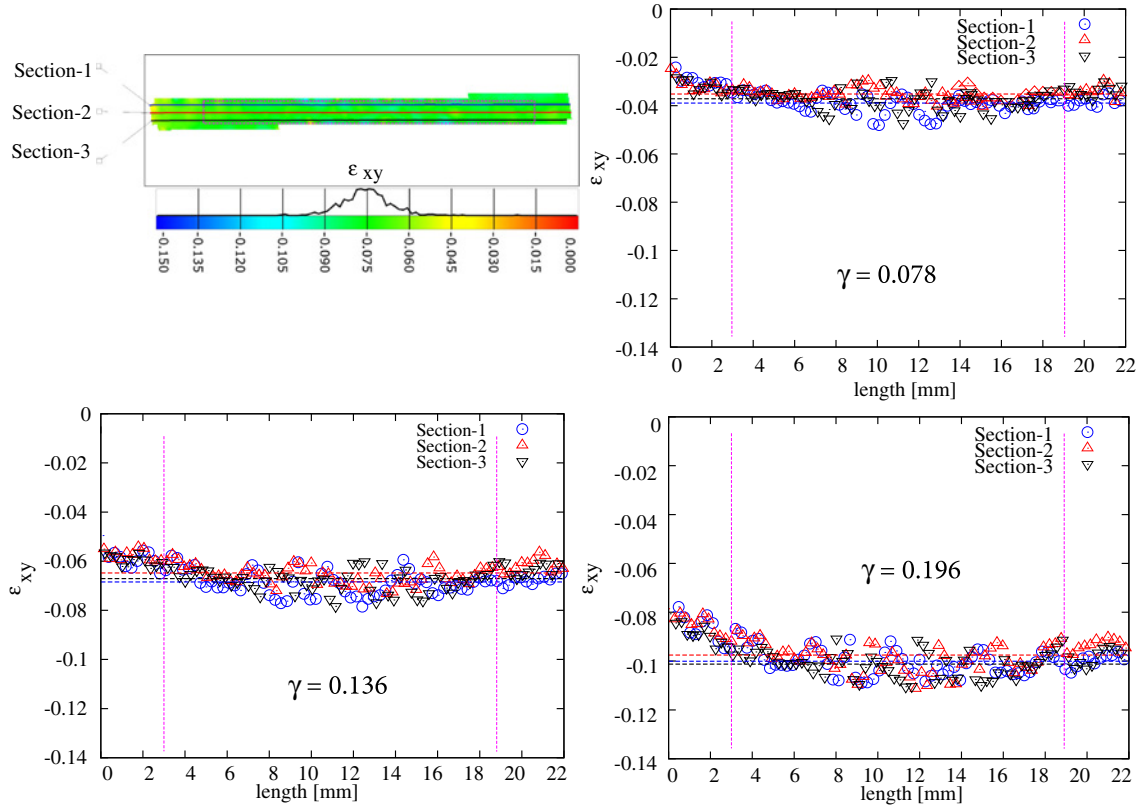 Section-1
Section-2
Section-3
ε xy
-0.150
-0.135
-0.120
-0.105
-0.090
-0.075
-0.060
-0.045
-0.030
-0.015
0.000
0
-0.02
-0.04
-0.06
-0.08
-0.1
-0.12
-0.14
ε xy
Section-1
Section-2
Section-3
γ = 0.078
0 2 4 6 8 10 12 14 16 18 20 22
length [mm]
0
-0.02
-0.04
-0.06
-0.08
-0.1
-0.12
-0.14
ε xy
Section-1
Section-2
Section-3
γ = 0.136
0 2 4 6 8 10 12 14 16 18 20 22
length [mm]
0
-0.02
-0.04
-0.06
-0.08
-0.1
-0.12
-0.14
ε xy
Section-1
Section-2
Section-3
γ = 0.196
0 2 4 6 8 10 12 14 16 18 20 22
length [mm]